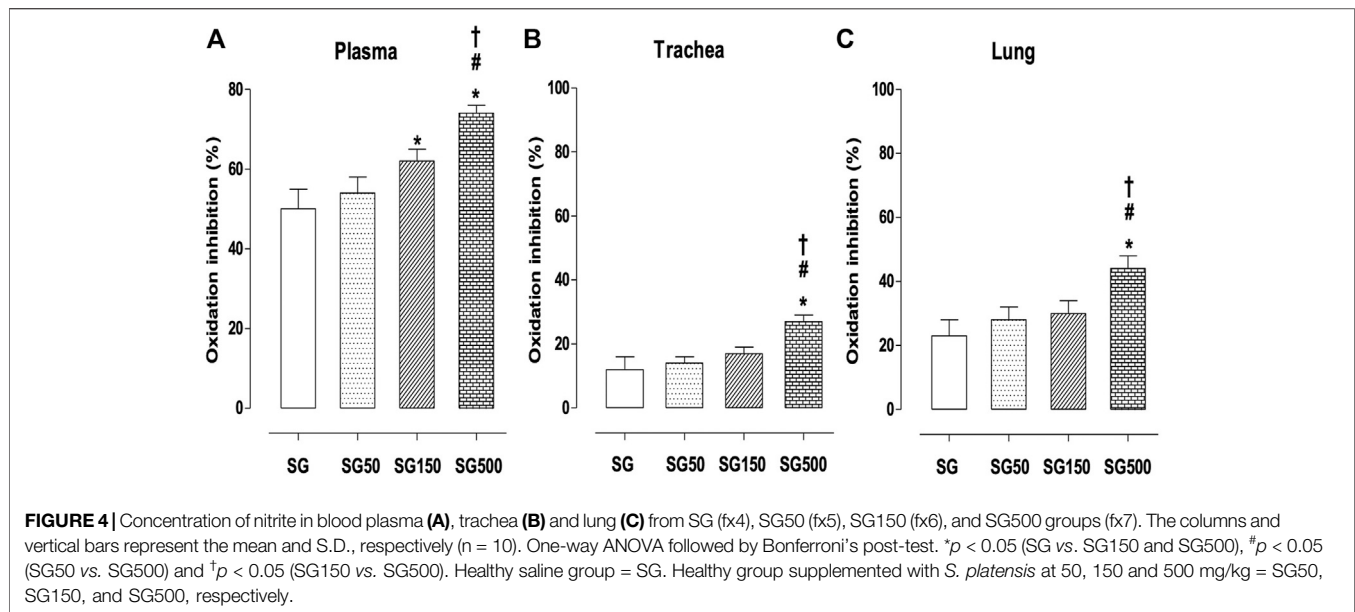 A
Plasma
Oxidation inhibition (%)
80
60
40
20
0
*
†
#
*
SG SG50 SG150 SG500
B
Trachea
Oxidation inhibition (%)
100
80
60
40
20
0
†
#
*
SG SG50 SG150 SG500
C
Lung
Oxidation inhibition (%)
100
80
60
40
20
0
†
#
*
SG SG50 SG150 SG500
FIGURE 4 | Concentration of nitrite in blood plasma (A), trachea (B) and lung (C) from SG (fx4), SG50 (fx5), SG150 (fx6), and SG500 groups (fx7). The columns and
vertical bars represent the mean and S.D., respectively (n = 10). One-way ANOVA followed by Bonferroni's post-test. *p < 0.05 (SG vs. SG150 and SG500), #p < 0.05
(SG50 vs. SG500) and †p < 0.05 (SG150 vs. SG500). Healthy saline group = SG. Healthy group supplemented with S. platensis at 50, 150 and 500 mg/kg = SG50,
SG150, and SG500, respectively.